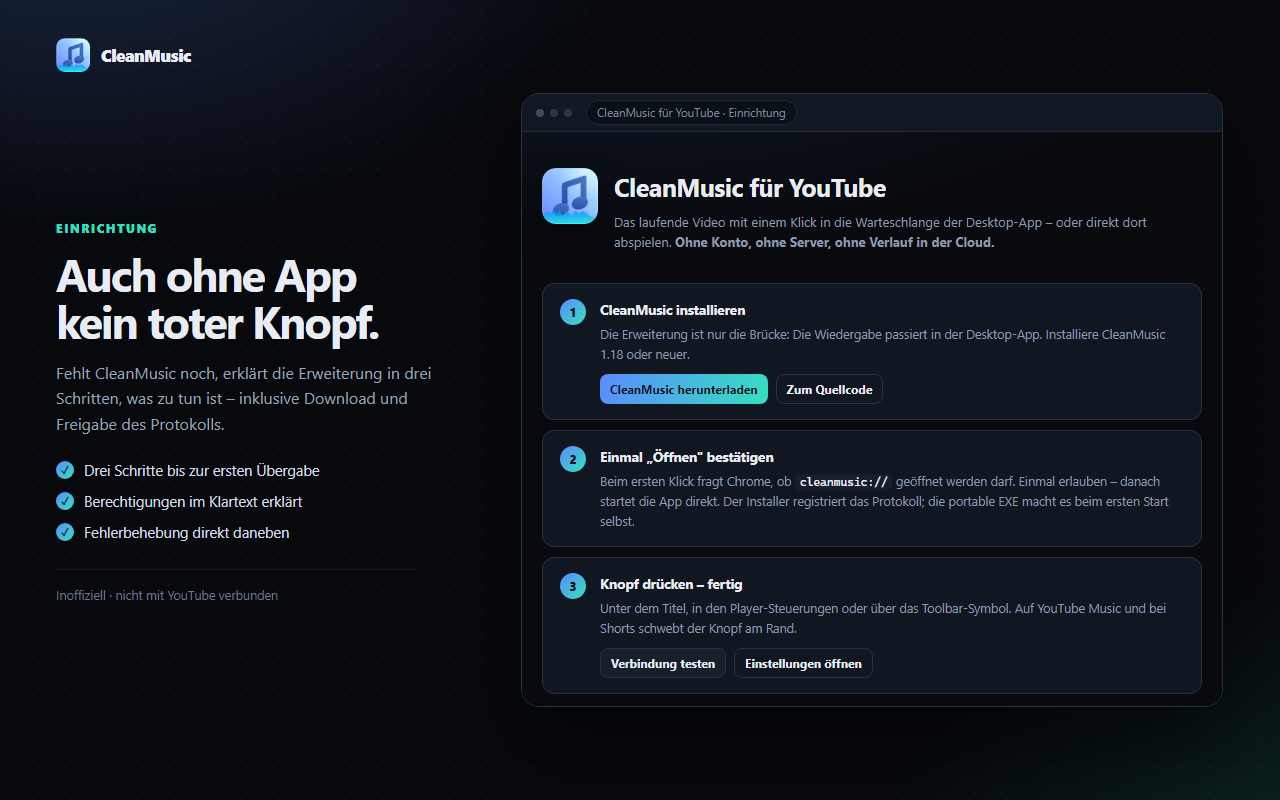 CleanMusic
EINRICHTUNG
Auch ohne App
kein toter Knopf.
Fehlt CleanMusic noch, erklärt die Erweiterung in drei
Schritten, was zu tun ist – inklusive Download und
Freigabe des Protokolls.
Drei Schritte bis zur ersten Übergabe
Berechtigungen im Klartext erklärt
Fehlerbehebung direkt daneben
Inoffiziell · nicht mit YouTube verbunden
CleanMusic für YouTube · Einrichtung
CleanMusic für YouTube
Das laufende Video mit einem Klick in die Warteschlange der Desktop-App – oder direkt dort
abspielen. Ohne Konto, ohne Server, ohne Verlauf in der Cloud.
1 CleanMusic installieren
Die Erweiterung ist nur die Brücke: Die Wiedergabe passiert in der Desktop-App. Installiere CleanMusic
1.18 oder neuer.
CleanMusic herunterladen Zum Quellcode
2 Einmal „Öffnen" bestätigen
Beim ersten Klick fragt Chrome, ob cleanmusic:// geöffnet werden darf. Einmal erlauben – danach
startet die App direkt. Der Installer registriert das Protokoll; die portable EXE macht es beim ersten Start
selbst.
3 Knopf drücken – fertig
Unter dem Titel, in den Player-Steuerungen oder über das Toolbar-Symbol. Auf YouTube Music und bei
Shorts schwebt der Knopf am Rand.
Verbindung testen Einstellungen öffnen